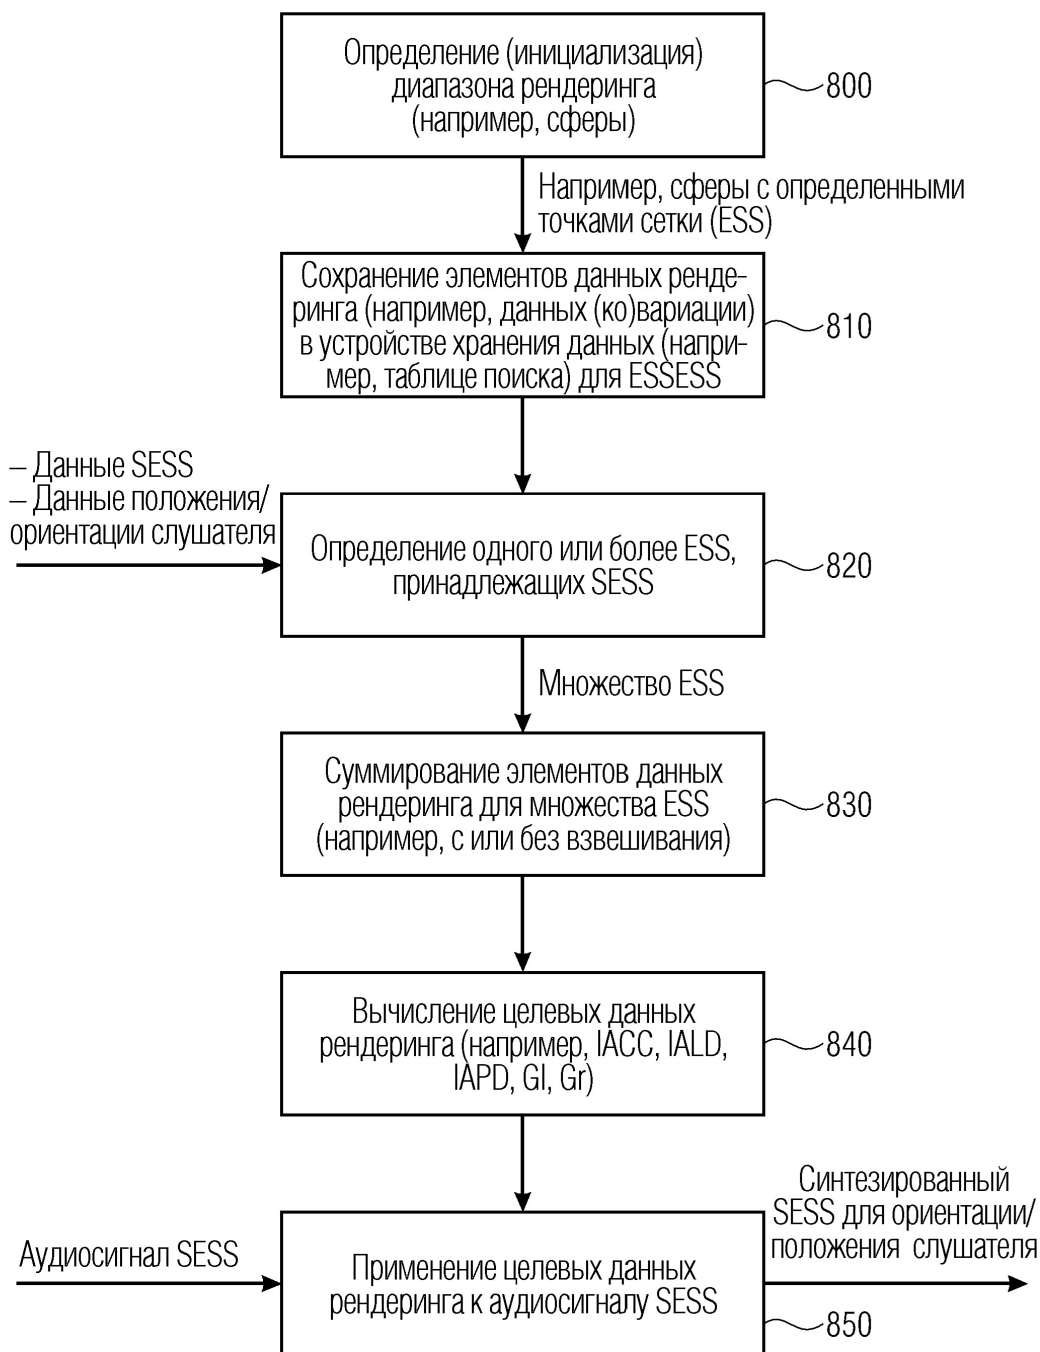 Определение (инициализация)
диапазона рендеринга
(например, сферы)
800
Например, сферы с определенными
точками сетки (ESS)
Сохранение элементов данных ренде-
ринга (например, данных (ко)вариации)
в устройстве хранения данных (напри-
мер, таблице поиска) для ESSESS
810
– Данные SESS
– Данные положения/
ориентации слушателя
Определение одного или более ESS,
принадлежащих SESS
820
Множество ESS
Суммирование элементов данных
рендеринга для множества ESS
(например, с или без взвешивания)
830
Вычисление целевых данных
рендеринга (например, IACC, IALD,
IAPD, Gl, Gr)
840
Аудиосигнал SESS
Применение целевых данных
рендеринга к аудиосигналу SESS
850
Синтезированный
SESS для ориентации/
положения слушателя